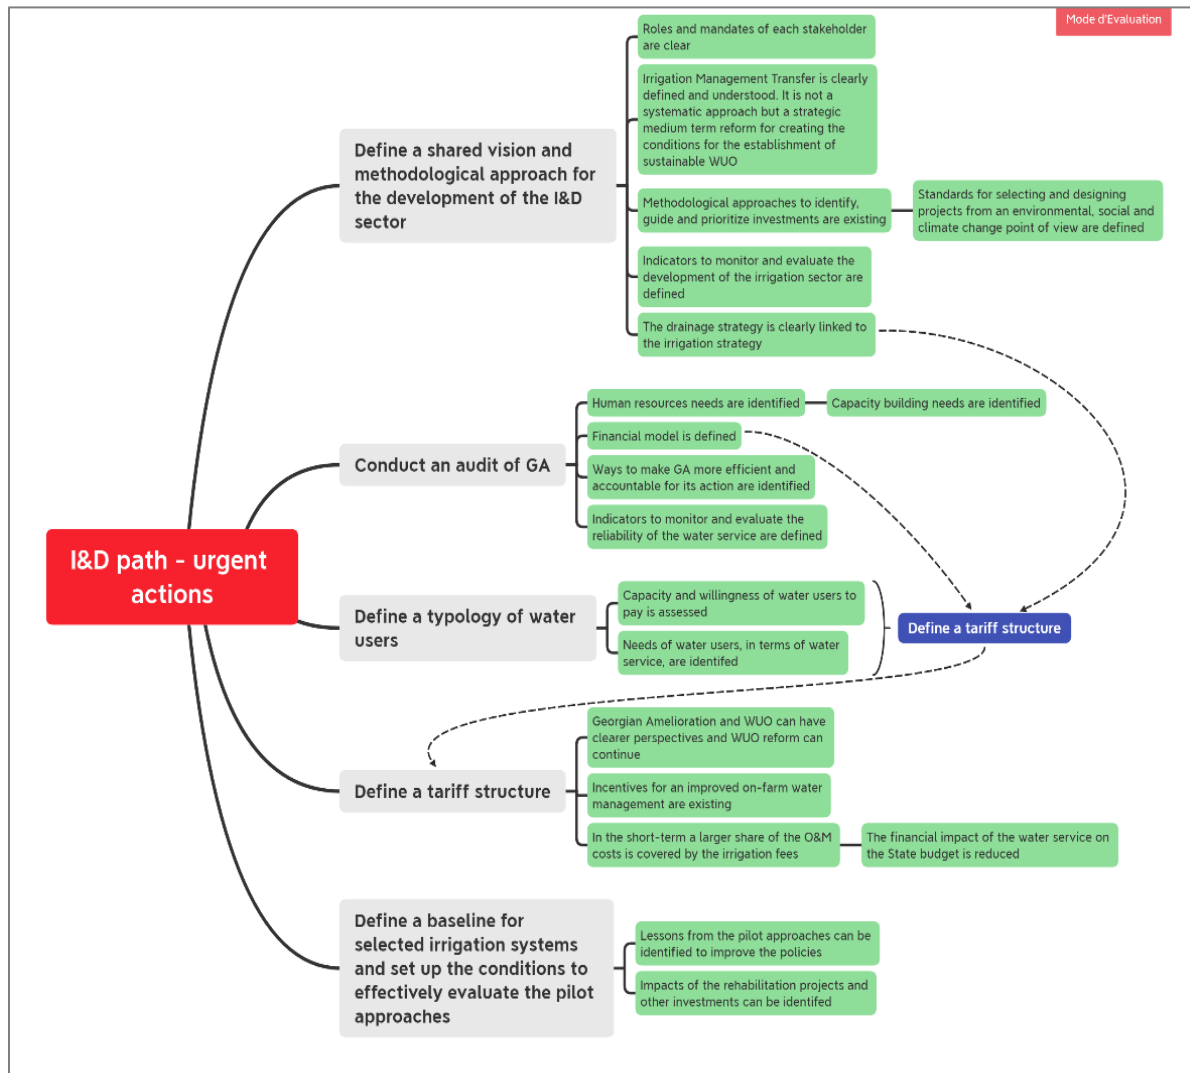 Mode d'Evaluation
Roles and mandates of each stakeholder
are clear
Irrigation Management Transfer is clearly
defined and understood. It is not a
systematic approach but a strategic
medium term reform for creating the
conditions for the establishment of
sustainable WUO
Define a shared vision and
methodological approach for
the development of the I&D
sector
Methodological approaches to identify,
guide and prioritize investments are existing
Standards for selecting and designing
projects from an environmental, social and
climate change point of view are defined
Indicators to monitor and evaluate the
development of the irrigation sector are
defined
The drainage strategy is clearly linked to
the irrigation strategy
Human resources needs are identified
Capacity building needs are identified
Financial model is defined
Conduct an audit of GA
Ways to make GA more efficient and
accountable for its action are identified
Indicators to monitor and evaluate the
reliability of the water service are defined
I&D path - urgent
actions
Define a typology of water
users
Capacity and willingness of water users to
pay is assessed
Needs of water users, in terms of water
service, are identifed
Define a tariff structure
Georgian Amelioration and WUO can have
clearer perspectives and WUO reform can
continue
Define a tariff structure
Incentives for an improved on-farm water
management are existing
In the short-term a larger share of the O&M
costs is covered by the irrigation fees
The financial impact of the water service on
the State budget is reduced
Define a baseline for
selected irrigation systems
and set up the conditions to
effectively evaluate the pilot
approaches
Lessons from the pilot approaches can be
identified to improve the policies
Impacts of the rehabilitation projects and
other investments can be identifed